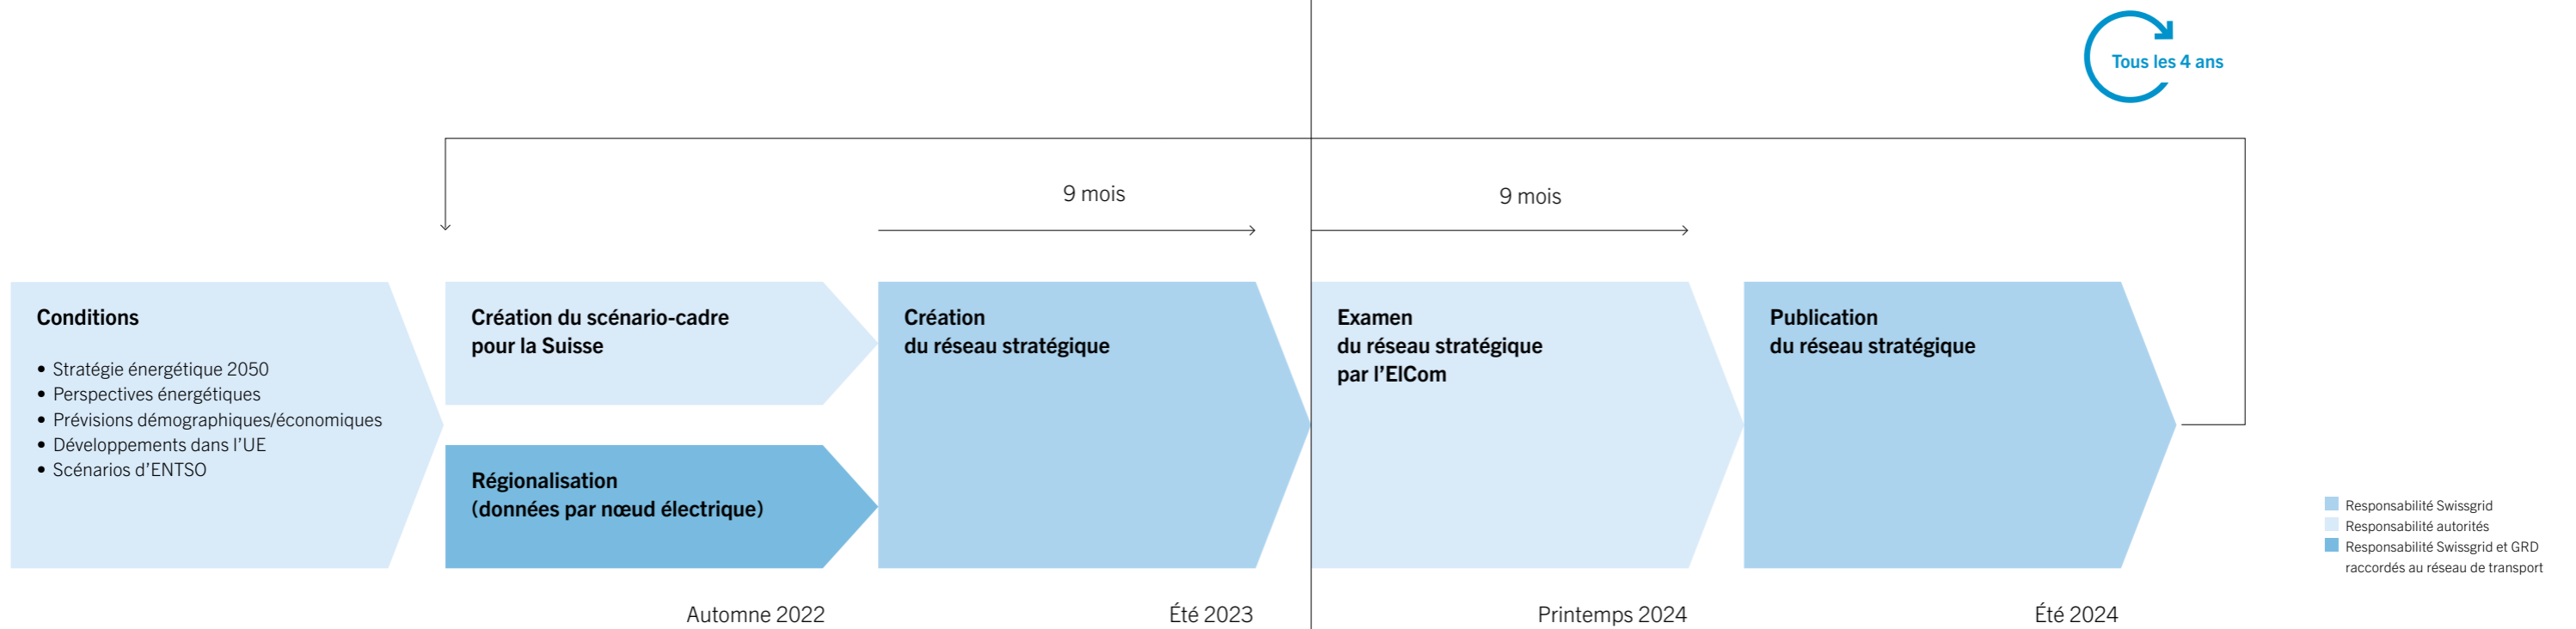 Tous les 4 ans
9 mois
9 mois
Conditions
• Stratégie énergétique 2050
• Perspectives énergétiques
• Prévisions démographiques/économiques
• Développements dans l’UE
• Scénarios d’ENTSO
Création du scénario-cadre
pour la Suisse
Régionalisation
(données par nœud électrique)
Création
du réseau stratégique
Examen
du réseau stratégique
par l’ElCom
Publication
du réseau stratégique
Responsabilité Swissgrid
Responsabilité autorités
Responsabilité Swissgrid et GRD
raccordés au réseau de transport
Automne 2022
Été 2023
Printemps 2024
Été 2024